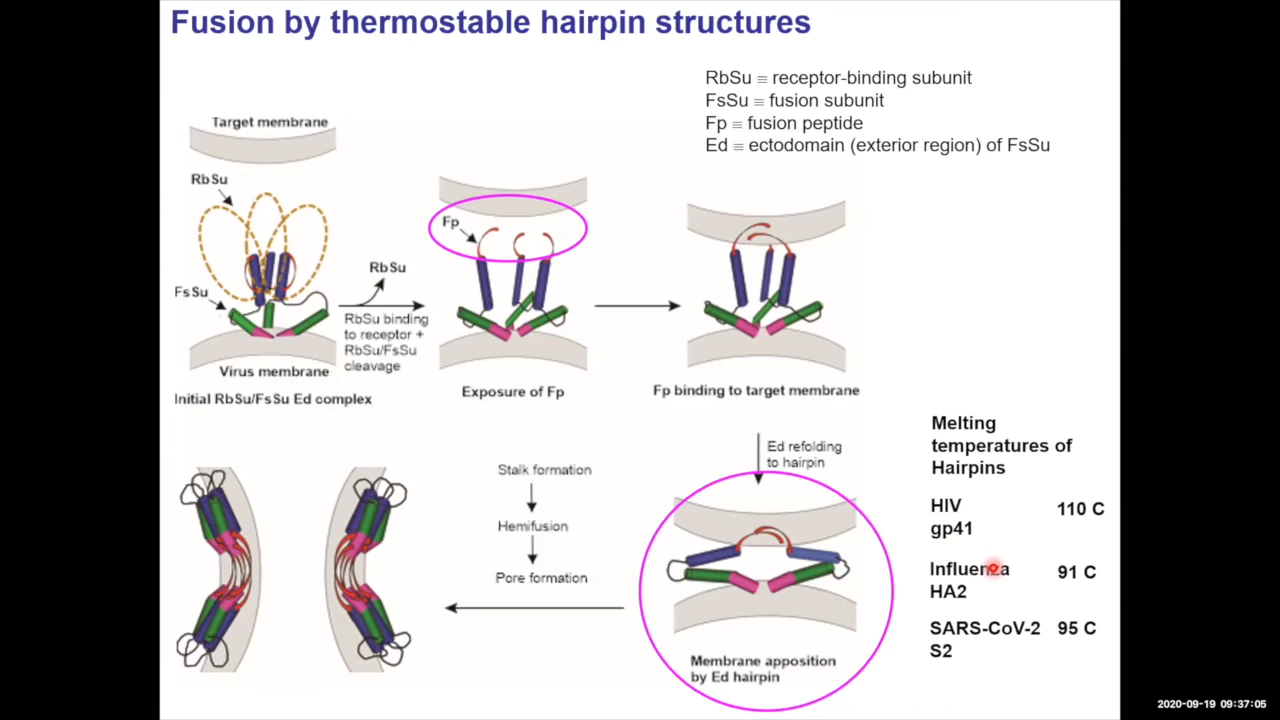 Fusion by thermostable hairpin structures
RbSu ≡ receptor-binding subunit
FsSu ≡ fusion subunit
Fp ≡ fusion peptide
Ed ≡ ectodomain (exterior region) of FsSu
Target membrane
RbSu
FsSu
Virus membrane
Initial RbSu/FsSu Ed complex
RbSu
RbSu binding
to receptor +
RbSu/FsSu
cleavage
Fp
Exposure of Fp
Fp binding to target membrane
Ed refolding
to hairpin
Membrane apposition
by Ed hairpin
Stalk formation
Hemifusion
Pore formation
Melting
temperatures of
Hairpins
HIV 110 C
gp41
Influenza 91 C
HA2
SARS-CoV-2 95 C
S2
2020-09-19 09:37:05